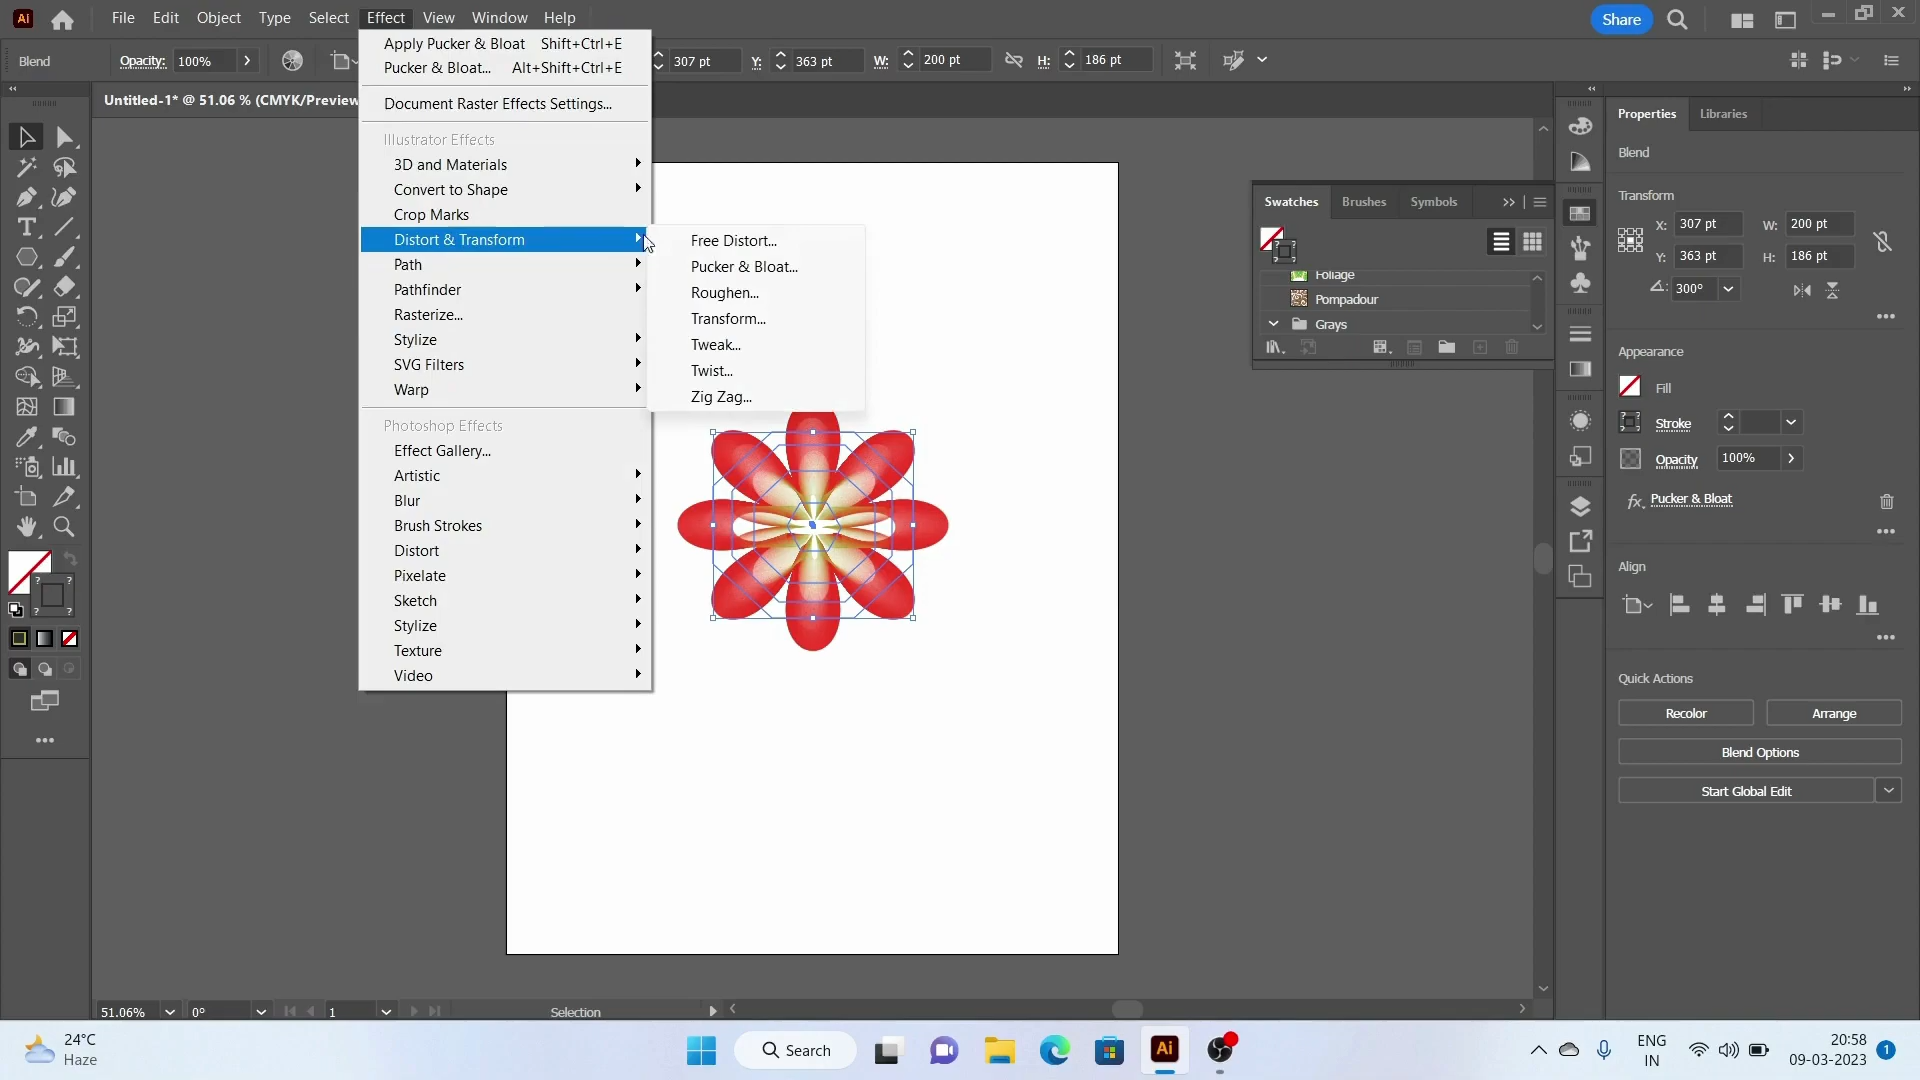 Ai File Edit Object Type Select Effect View Window Help Share
Blend Opacity: 100% 307 pt Y: 363 pt W: 200 pt H: 186 pt
Untitled-1* @ 51.06 % (CMYK/Preview
Apply Pucker & Bloat Shift+Ctrl+E
Pucker & Bloat... Alt+Shift+Ctrl+E
Document Raster Effects Settings...
Illustrator Effects
3D and Materials
Convert to Shape
Crop Marks
Distort & Transform
Path
Pathfinder
Rasterize...
Stylize
SVG Filters
Warp
Photoshop Effects
Effect Gallery...
Artistic
Blur
Brush Strokes
Distort
Pixelate
Sketch
Stylize
Texture
Video
Free Distort...
Pucker & Bloat...
Roughen...
Transform...
Tweak...
Twist...
Zig Zag...
Swatches Brushes Symbols
Foliage
Pompadour
Grays
Properties Libraries
Blend
Transform
X: 307 pt W: 200 pt
Y: 363 pt H: 186 pt
300°
Appearance
Fill
Stroke
Opacity 100%
fx. Pucker & Bloat
Align
Quick Actions
Recolor Arrange
Blend Options
Start Global Edit
? ?
? ?
51.06% 0° 1 Selection
24°C
Haze
Search
Ai
ENG
IN
20:58
09-03-2023
1